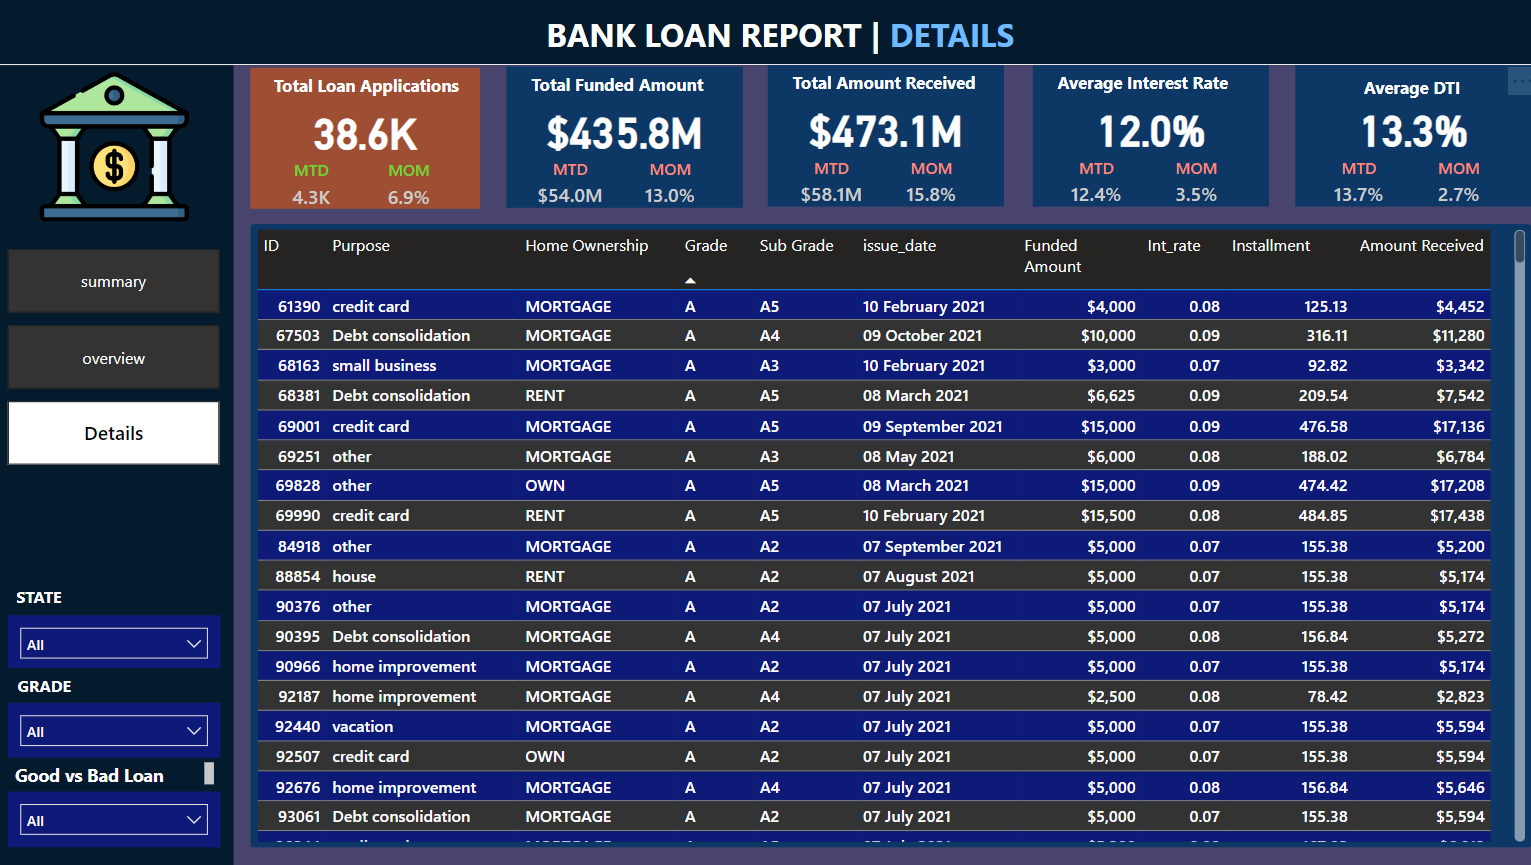 BANK LOAN REPORT | DETAILS
Total Loan Applications
38.6K
MTD MOM
4.3K 6.9%
Total Funded Amount
$435.8M
MTD MOM
$54.0M 13.0%
Total Amount Received
$473.1M
MTD MOM
$58.1M 15.8%
Average Interest Rate
12.0%
MTD MOM
12.4% 3.5%
Average DTI
13.3%
MTD MOM
13.7% 2.7%
$
summary
overview
Details
STATE
All
GRADE
All
Good vs Bad Loan
All
ID Purpose Home Ownership Grade Sub Grade issue_date Funded Amount Int_rate Installment Amount Received
61390 credit card MORTGAGE A A5 10 February 2021 $4,000 0.08 125.13 $4,452
67503 Debt consolidation MORTGAGE A A4 09 October 2021 $10,000 0.09 316.11 $11,280
68163 small business MORTGAGE A A3 10 February 2021 $3,000 0.07 92.82 $3,342
68381 Debt consolidation RENT A A5 08 March 2021 $6,625 0.09 209.54 $7,542
69001 credit card MORTGAGE A A5 09 September 2021 $15,000 0.09 476.58 $17,136
69251 other MORTGAGE A A3 08 May 2021 $6,000 0.08 188.02 $6,784
69828 other OWN A A5 08 March 2021 $15,000 0.09 474.42 $17,208
69990 credit card RENT A A5 10 February 2021 $15,500 0.08 484.85 $17,438
84918 other MORTGAGE A A2 07 September 2021 $5,000 0.07 155.38 $5,200
88854 house RENT A A2 07 August 2021 $5,000 0.07 155.38 $5,174
90376 other MORTGAGE A A2 07 July 2021 $5,000 0.07 155.38 $5,174
90395 Debt consolidation MORTGAGE A A4 07 July 2021 $5,000 0.08 156.84 $5,272
90966 home improvement MORTGAGE A A2 07 July 2021 $5,000 0.07 155.38 $5,174
92187 home improvement MORTGAGE A A4 07 July 2021 $2,500 0.08 78.42 $2,823
92440 vacation MORTGAGE A A2 07 July 2021 $5,000 0.07 155.38 $5,594
92507 credit card OWN A A2 07 July 2021 $5,000 0.07 155.38 $5,594
92676 home improvement MORTGAGE A A4 07 July 2021 $5,000 0.08 156.84 $5,646
93061 Debt consolidation MORTGAGE A A2 07 July 2021 $5,000 0.07 155.38 $5,594